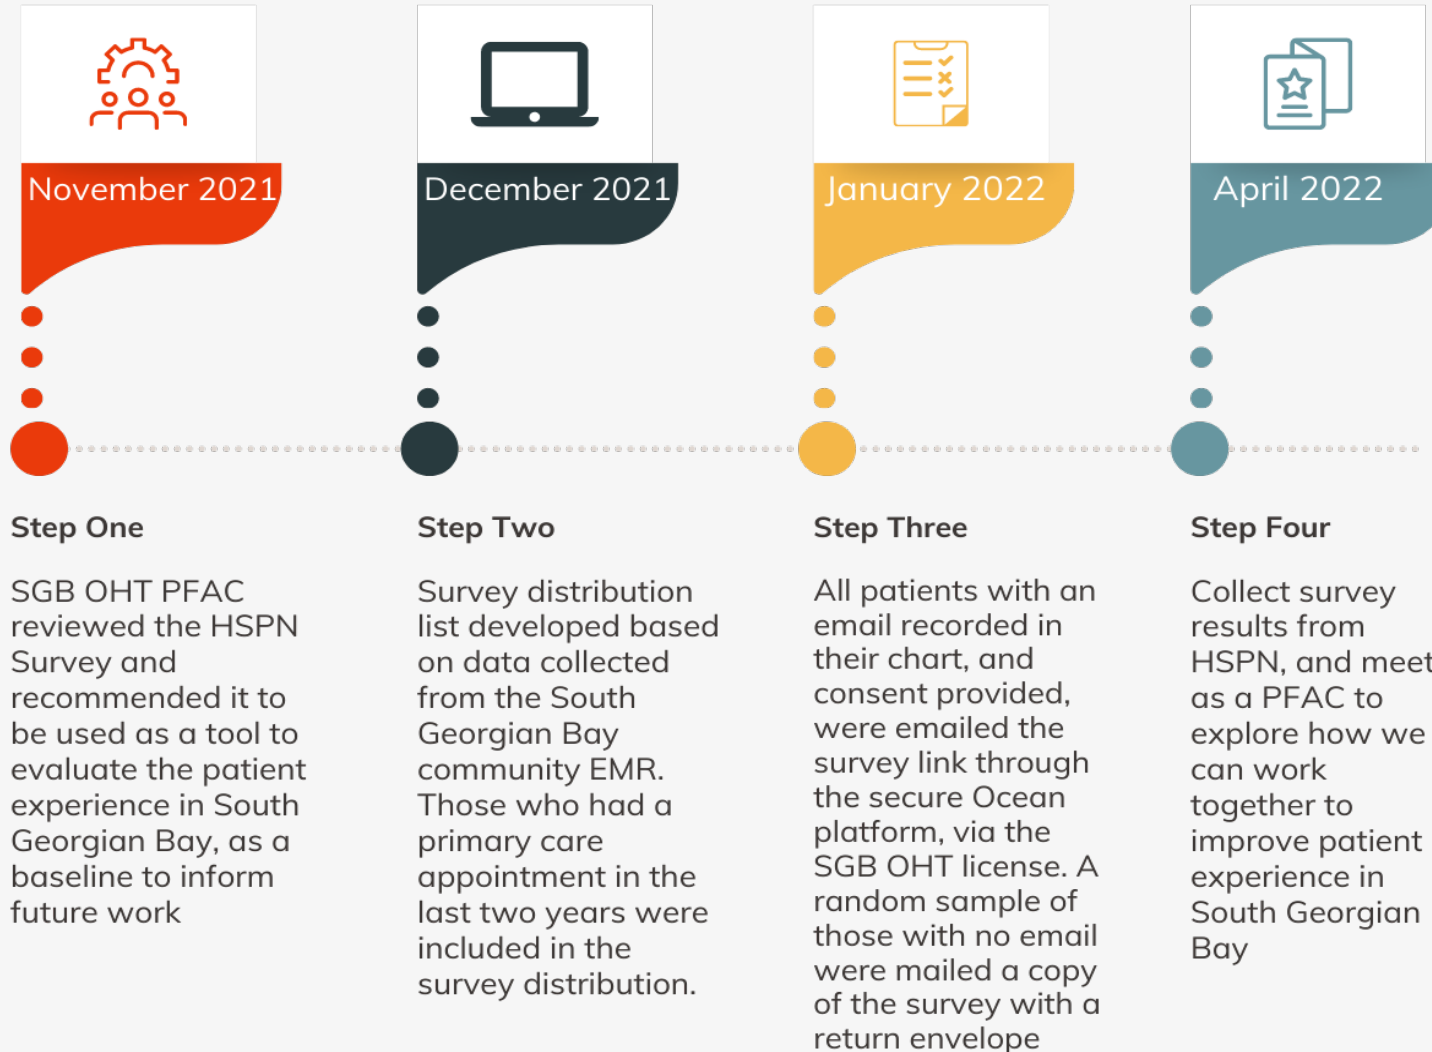 November 2021
December 2021
January 2022
April 2022
Step One
SGB OHT PFAC
reviewed the HSPN
Survey and
recommended it to
be used as a tool to
evaluate the patient
experience in South
Georgian Bay, as a
baseline to inform
future work
Step Two
Survey distribution
list developed based
on data collected
from the South
Georgian Bay
community EMR.
Those who had a
primary care
appointment in the
last two years were
included in the
survey distribution.
Step Three
All patients with an
email recorded in
their chart, and
consent provided,
were emailed the
survey link through
the secure Ocean
platform, via the
SGB OHT license. A
random sample of
those with no email
were mailed a copy
of the survey with a
return envelope
Step Four
Collect survey
results from
HSPN, and meet
as a PFAC to
explore how we
can work
together to
improve patient
experience in
South Georgian
Bay